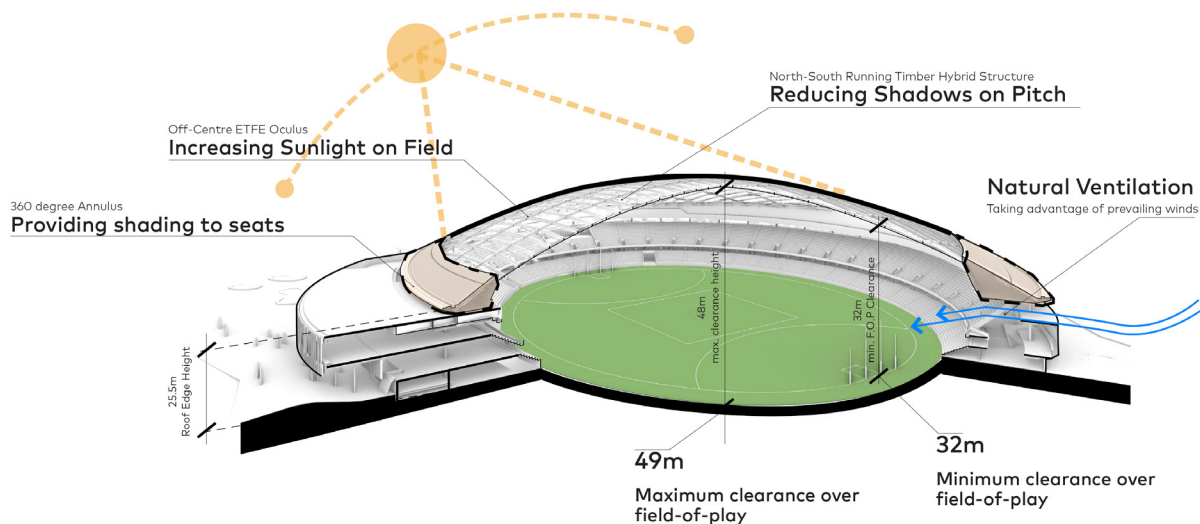 North-South Running Timber Hybrid Structure
Reducing Shadows on Pitch
Off-Centre ETFE Oculus
Increasing Sunlight on Field
Natural Ventilation
Taking advantage of prevailing winds
360 degree Annulus
Providing shading to seats
48m
max. clearance height
32m
min. F.O.P Clearance
25.5m
Roof Edge Height
49m
Maximum clearance over
field-of-play
32m
Minimum clearance over
field-of-play